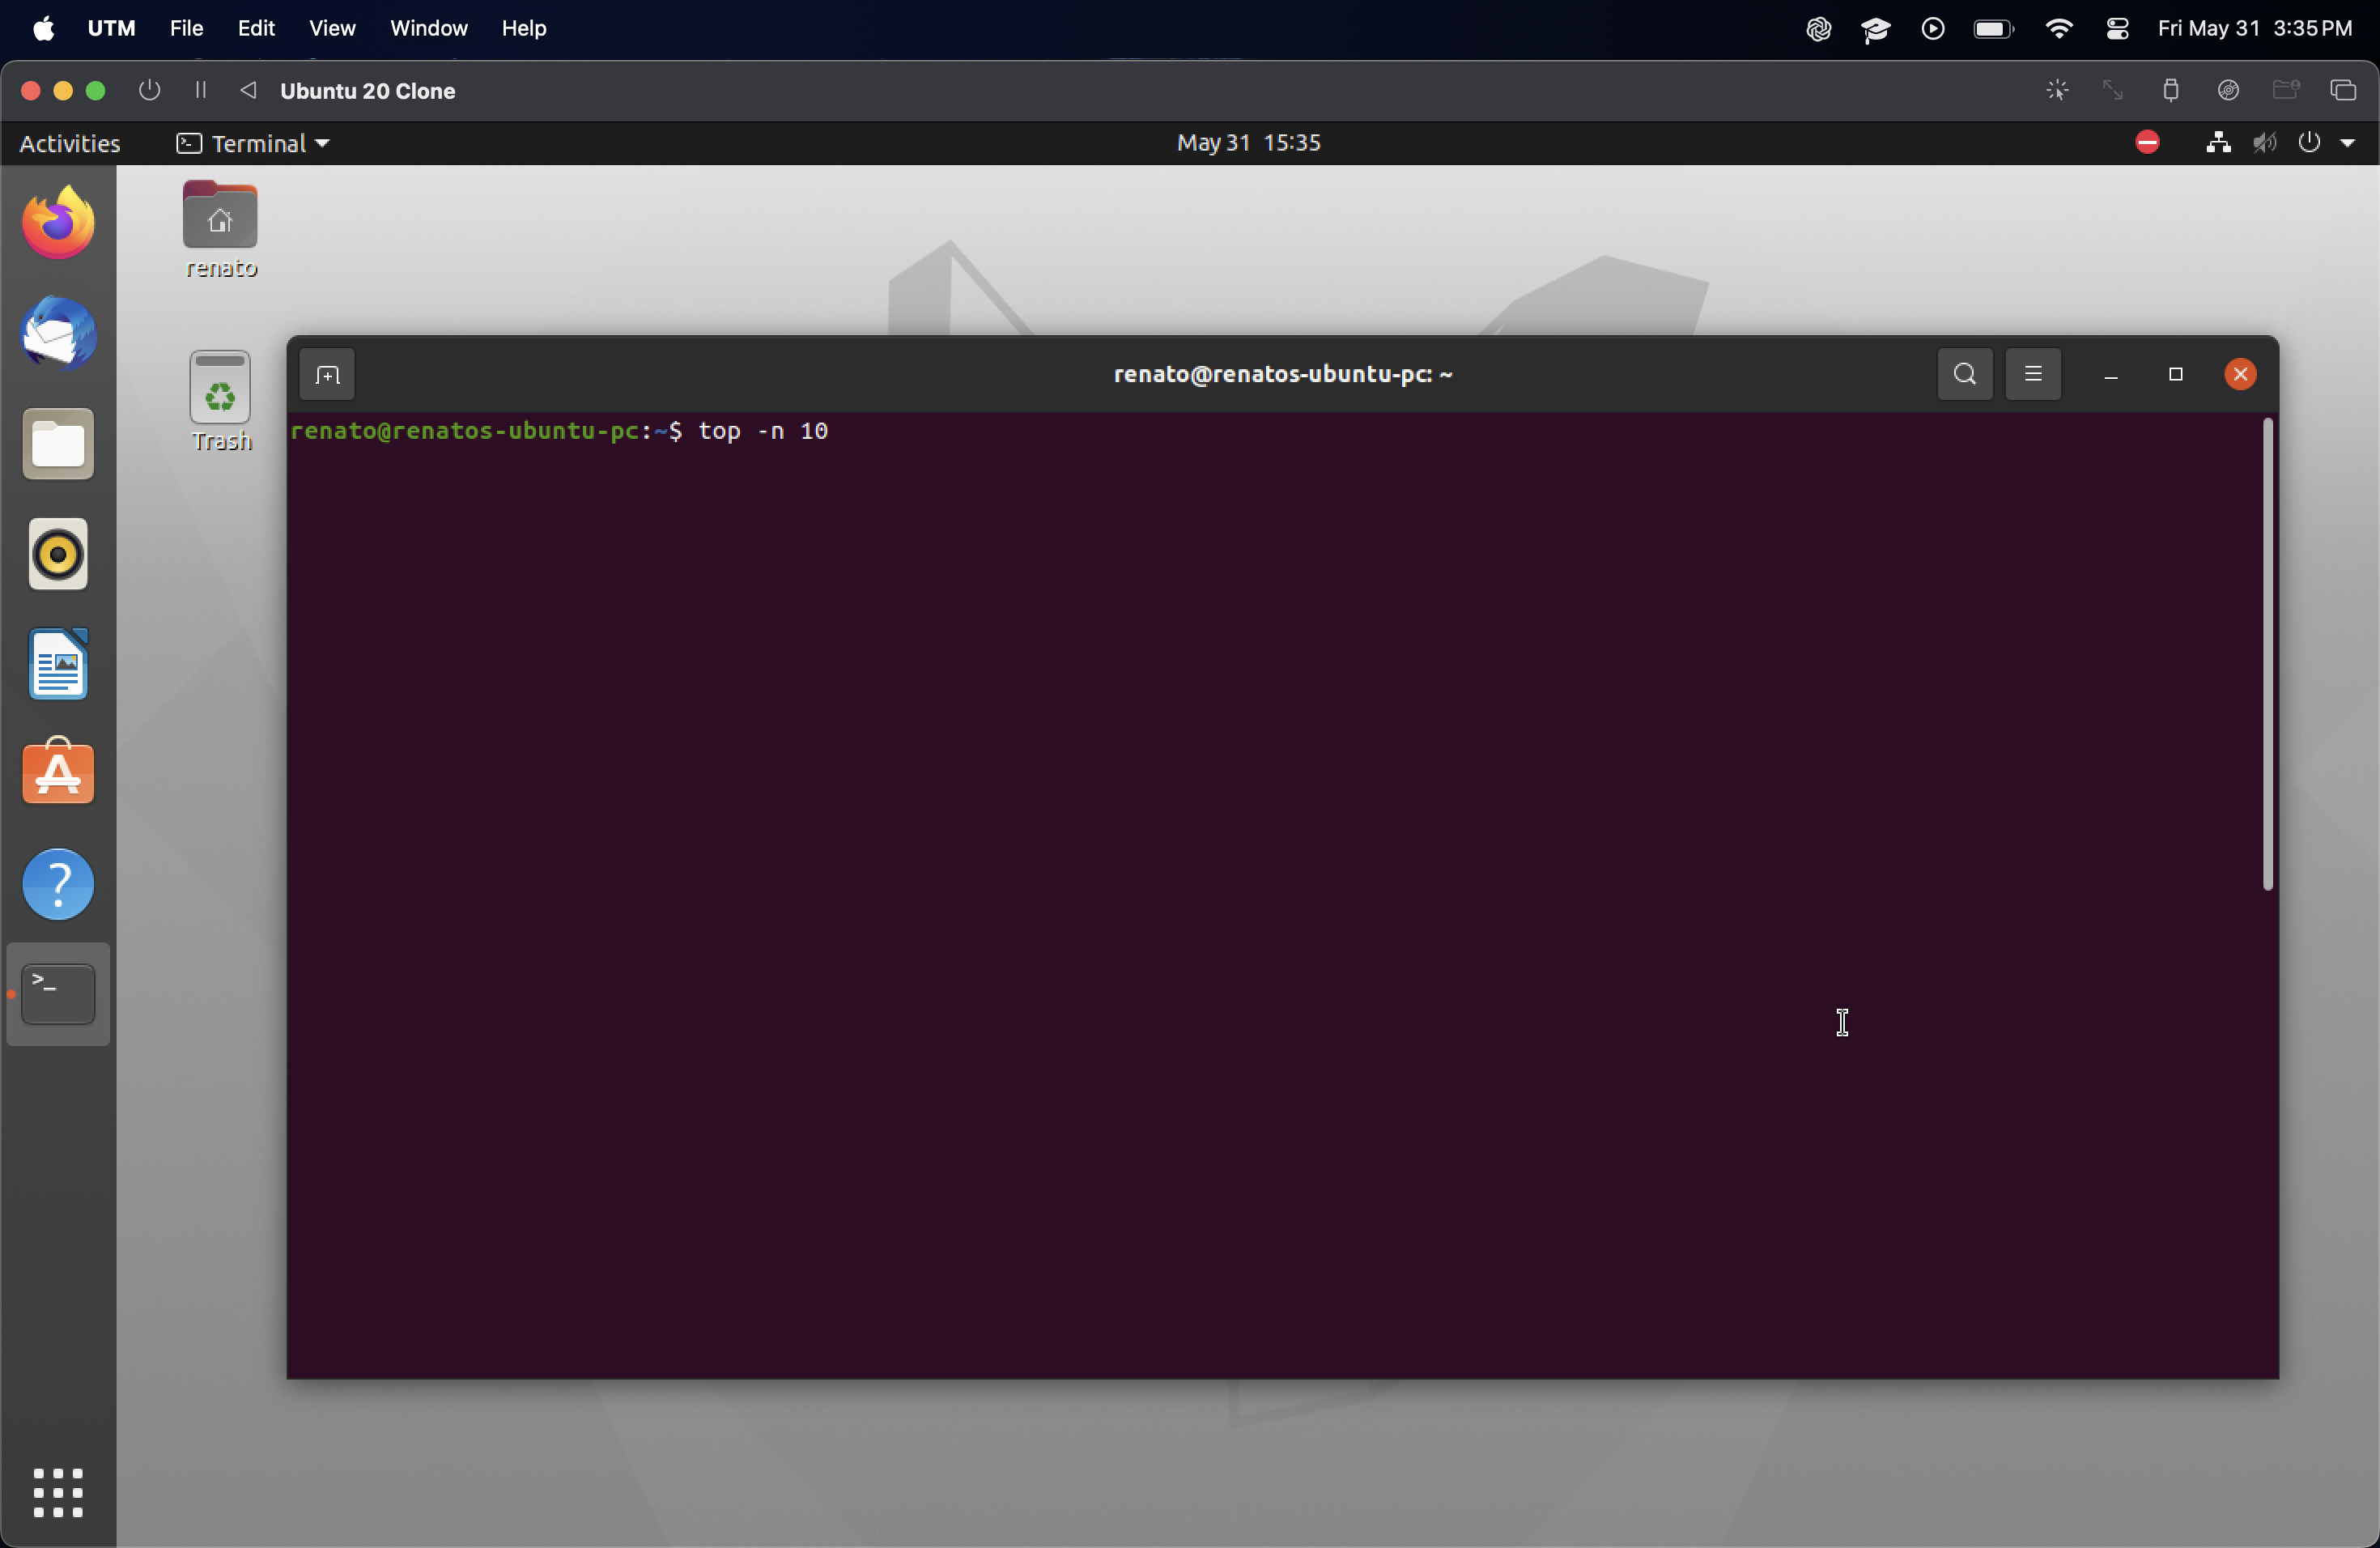 UTM File Edit View Window Help Fri May 31 3:35 PM
Ubuntu 20 Clone
Activities Terminal May 31 15:35
renato
Trash
renato@renatos-ubuntu-pc: ~
renato@renatos-ubuntu-pc:~$ top -n 10